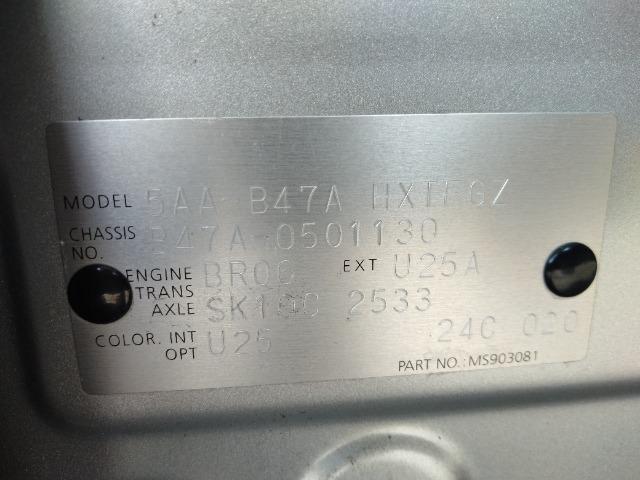 MODEL 5AA-B47A HXTFGZ
CHASSIS NO. B47A-0501130
ENGINE BR06 EXT U25A
TRANS AXLE 2533
COLOR. INT U25
OPT 24C 020
PART NO.: MS903081